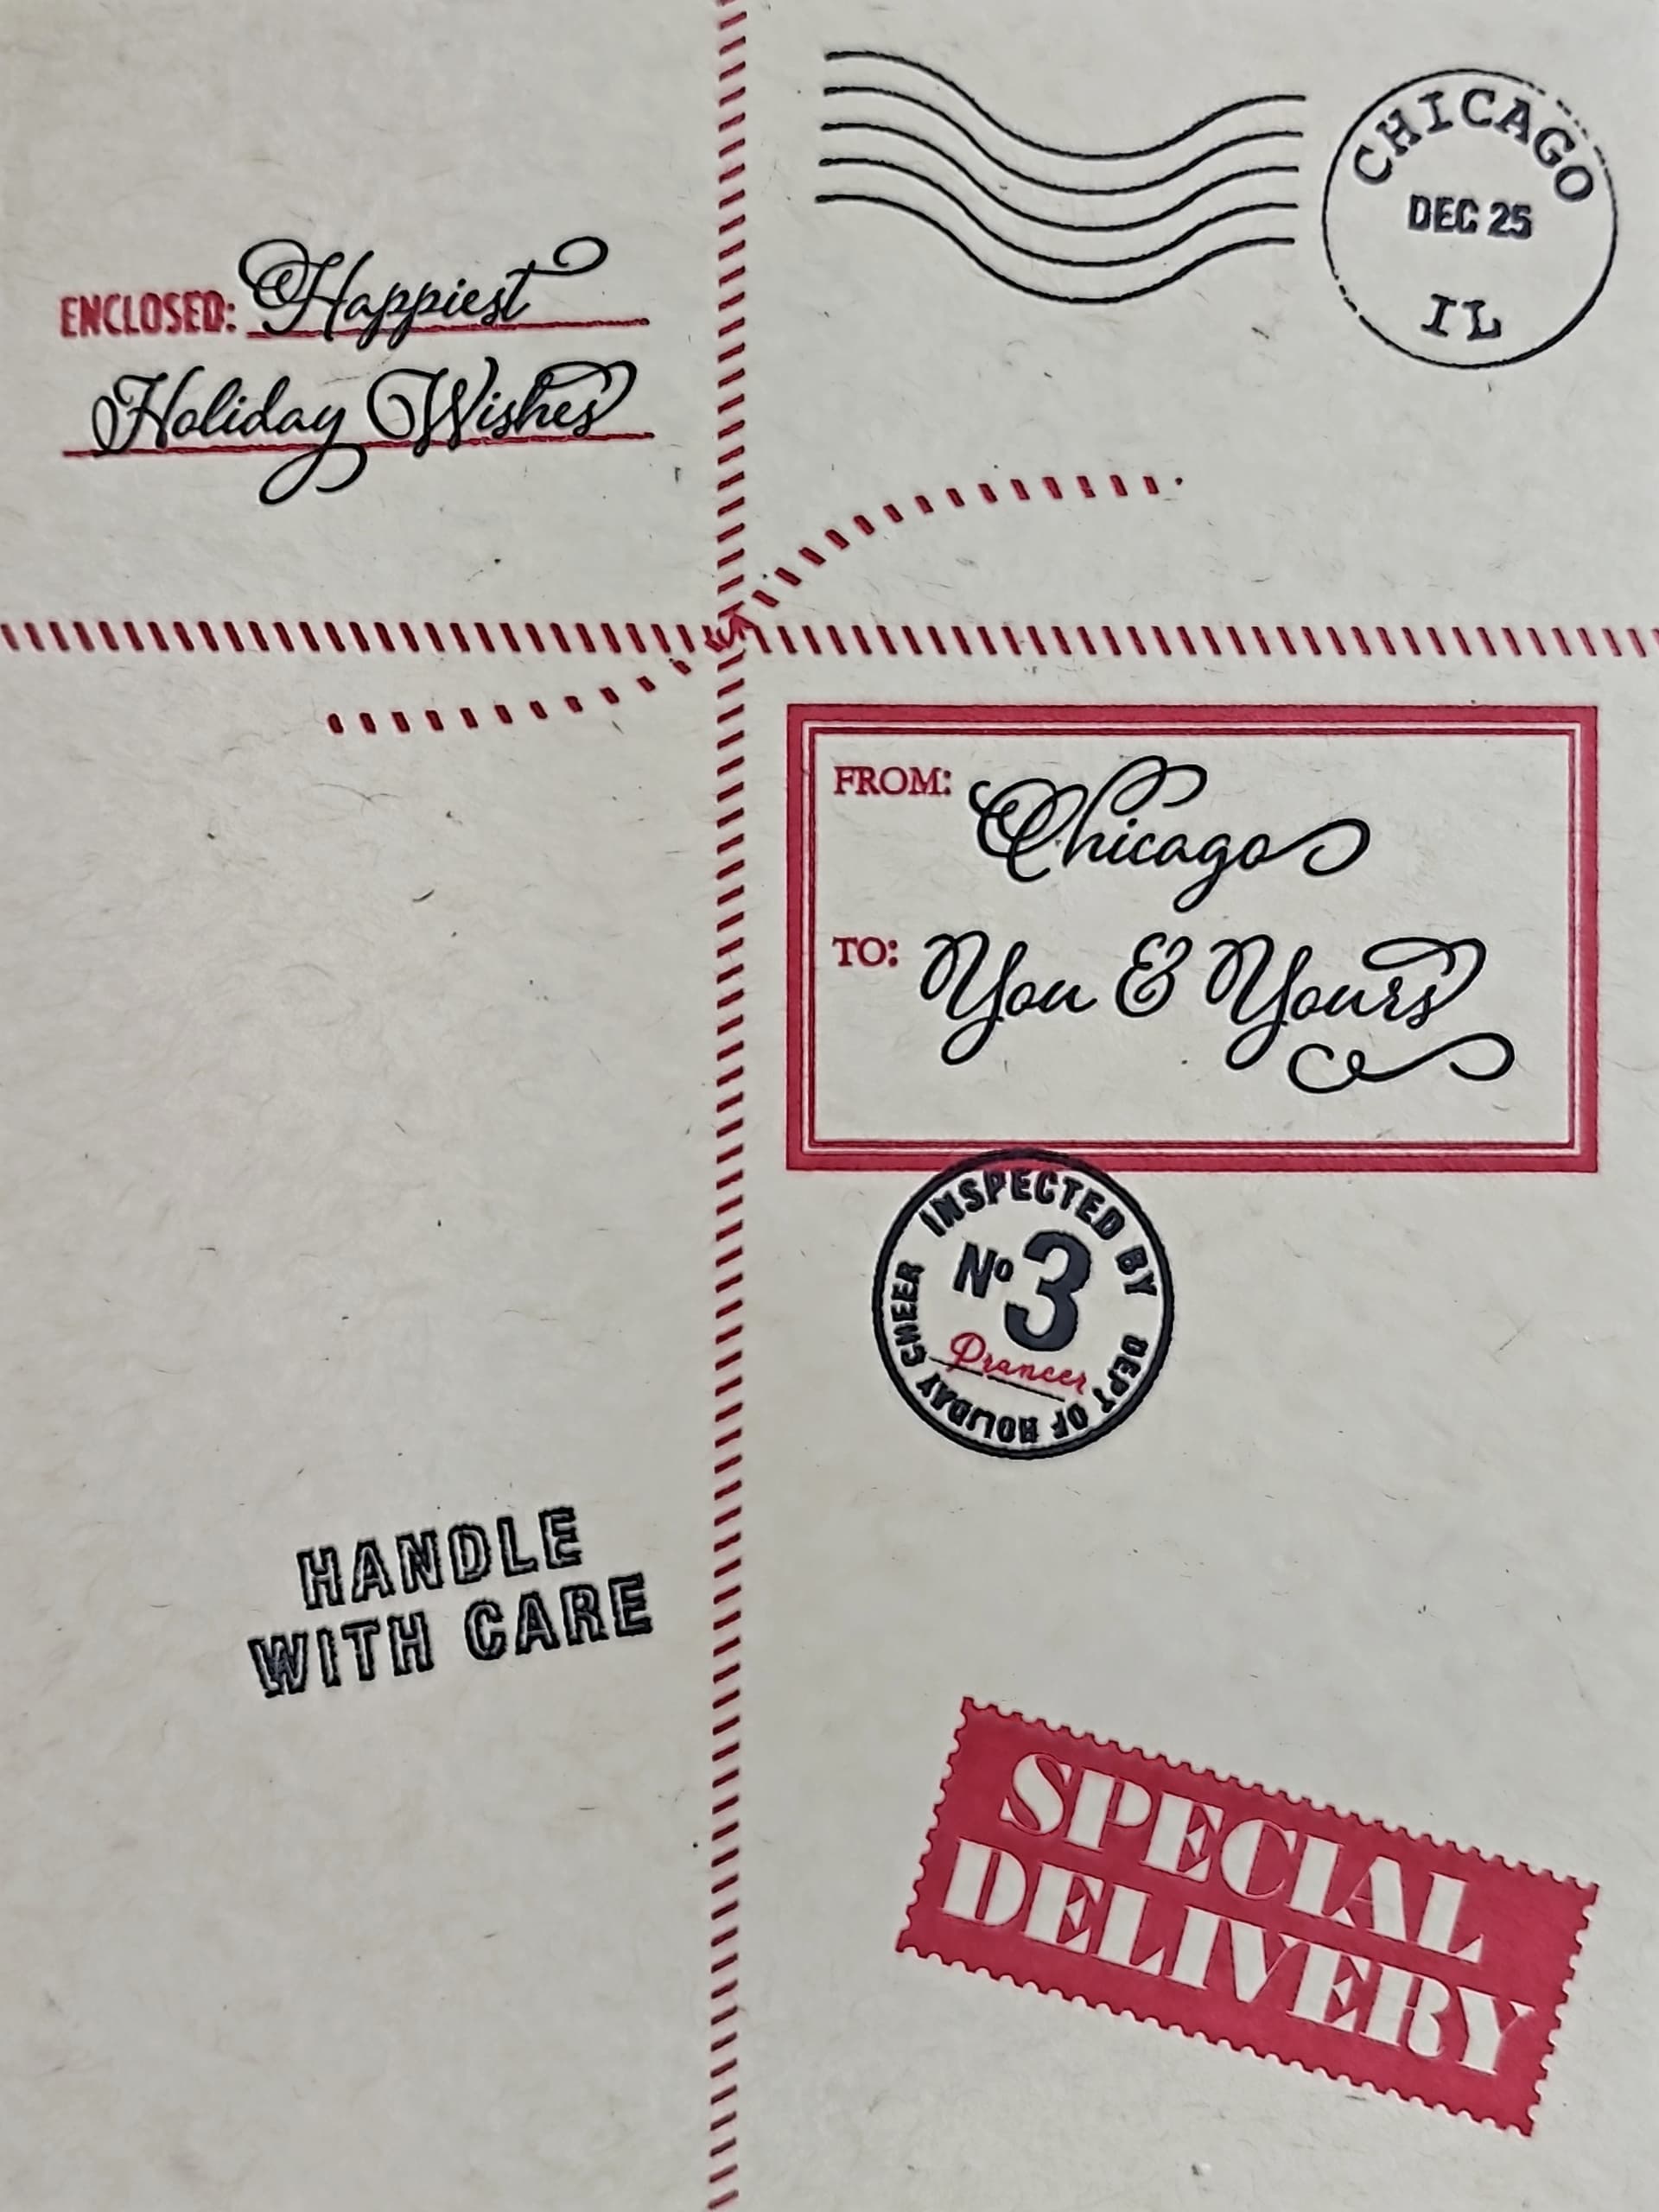 CHICAGO
DEC 25
IL
ENCLOSED: Happiest
Holiday Wishes
FROM: Chicago
TO: You & Yours
INSPECTED BY
DEPT OF HOLIDAY CHEER
No 3
Prancer
HANDLE
WITH CARE
SPECIAL
DELIVERY